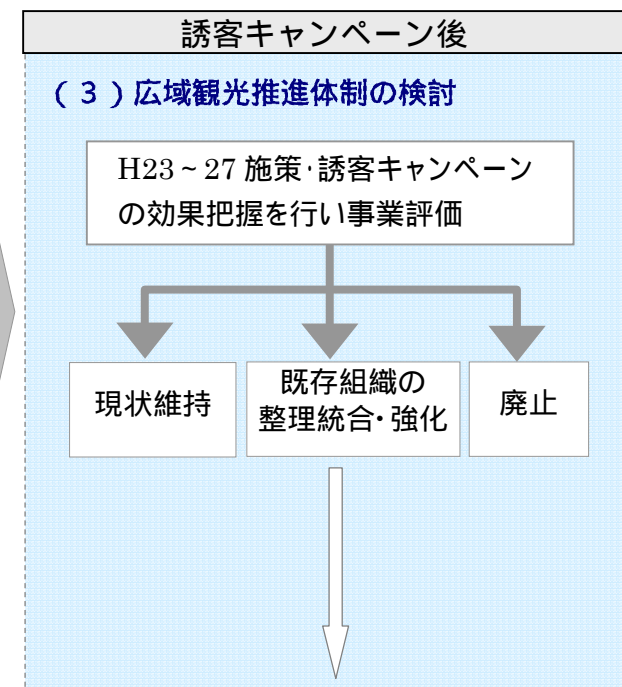 誘客キャンペーン後
(3)広域観光推進体制の検討
H23~27 施策·誘客キャンペーン
の効果把握を行い事業評価
現状維持
既存組織の
整理統合·強化
廃止